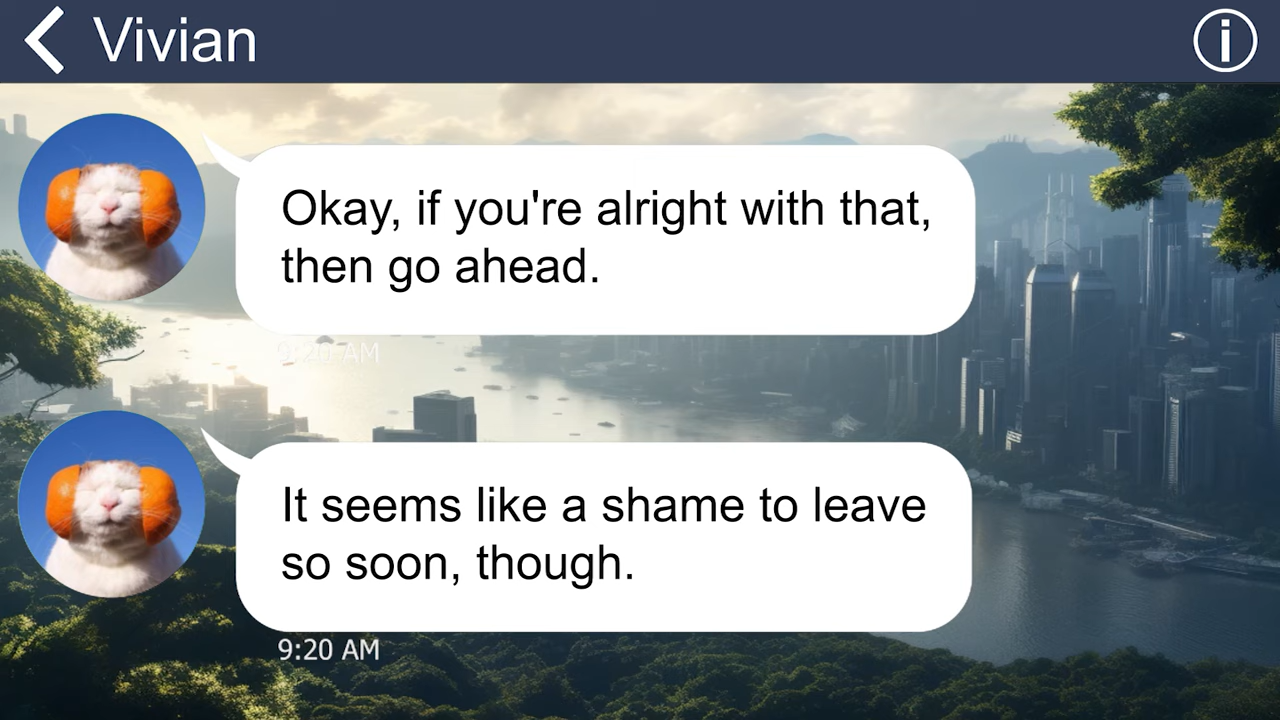 Vivian
Okay, if you're alright with that,
then go ahead.
9:20 AM
It seems like a shame to leave
so soon, though.
9:20 AM